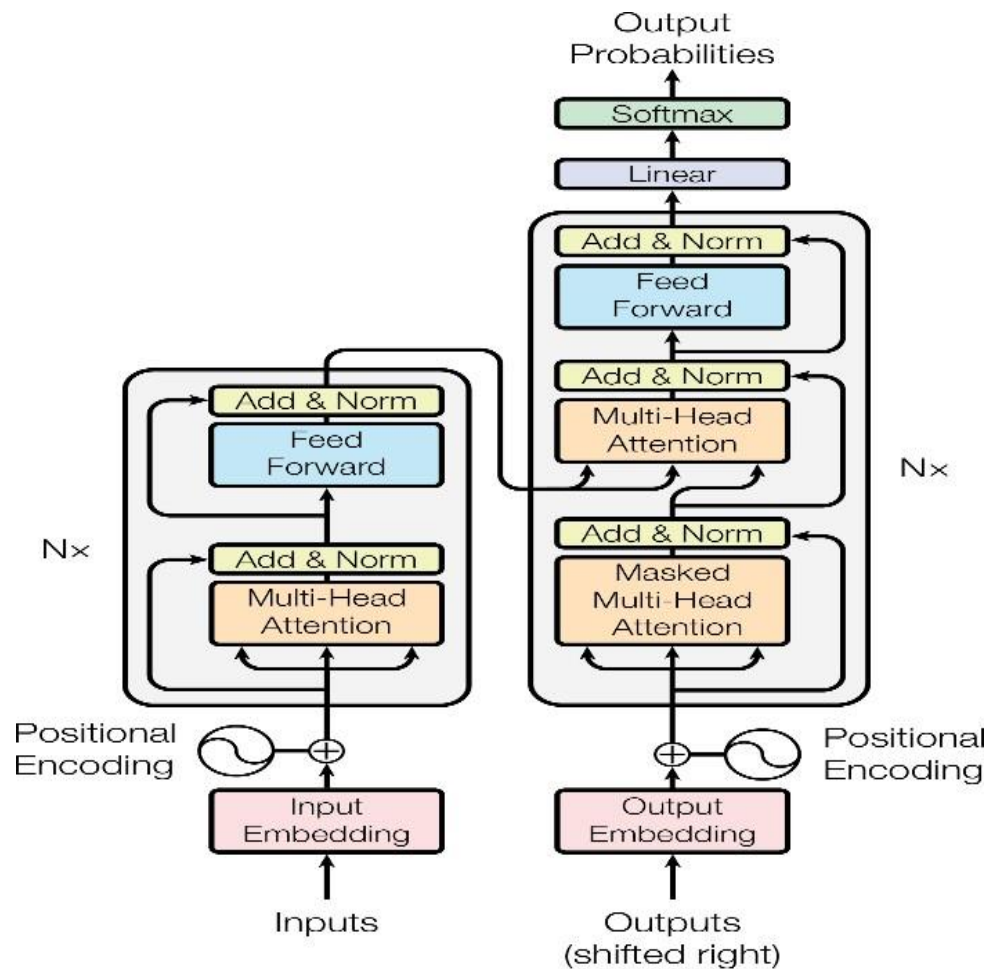 Output
Probabilities
Softmax
Linear
Add & Norm
Feed
Forward
Add & Norm
Multi-Head
Attention
Add & Norm
Masked
Multi-Head
Attention
Nx
Add & Norm
Feed
Forward
Add & Norm
Multi-Head
Attention
Nx
Positional
Encoding
Positional
Encoding
Input
Embedding
Output
Embedding
Inputs
Outputs
(shifted right)